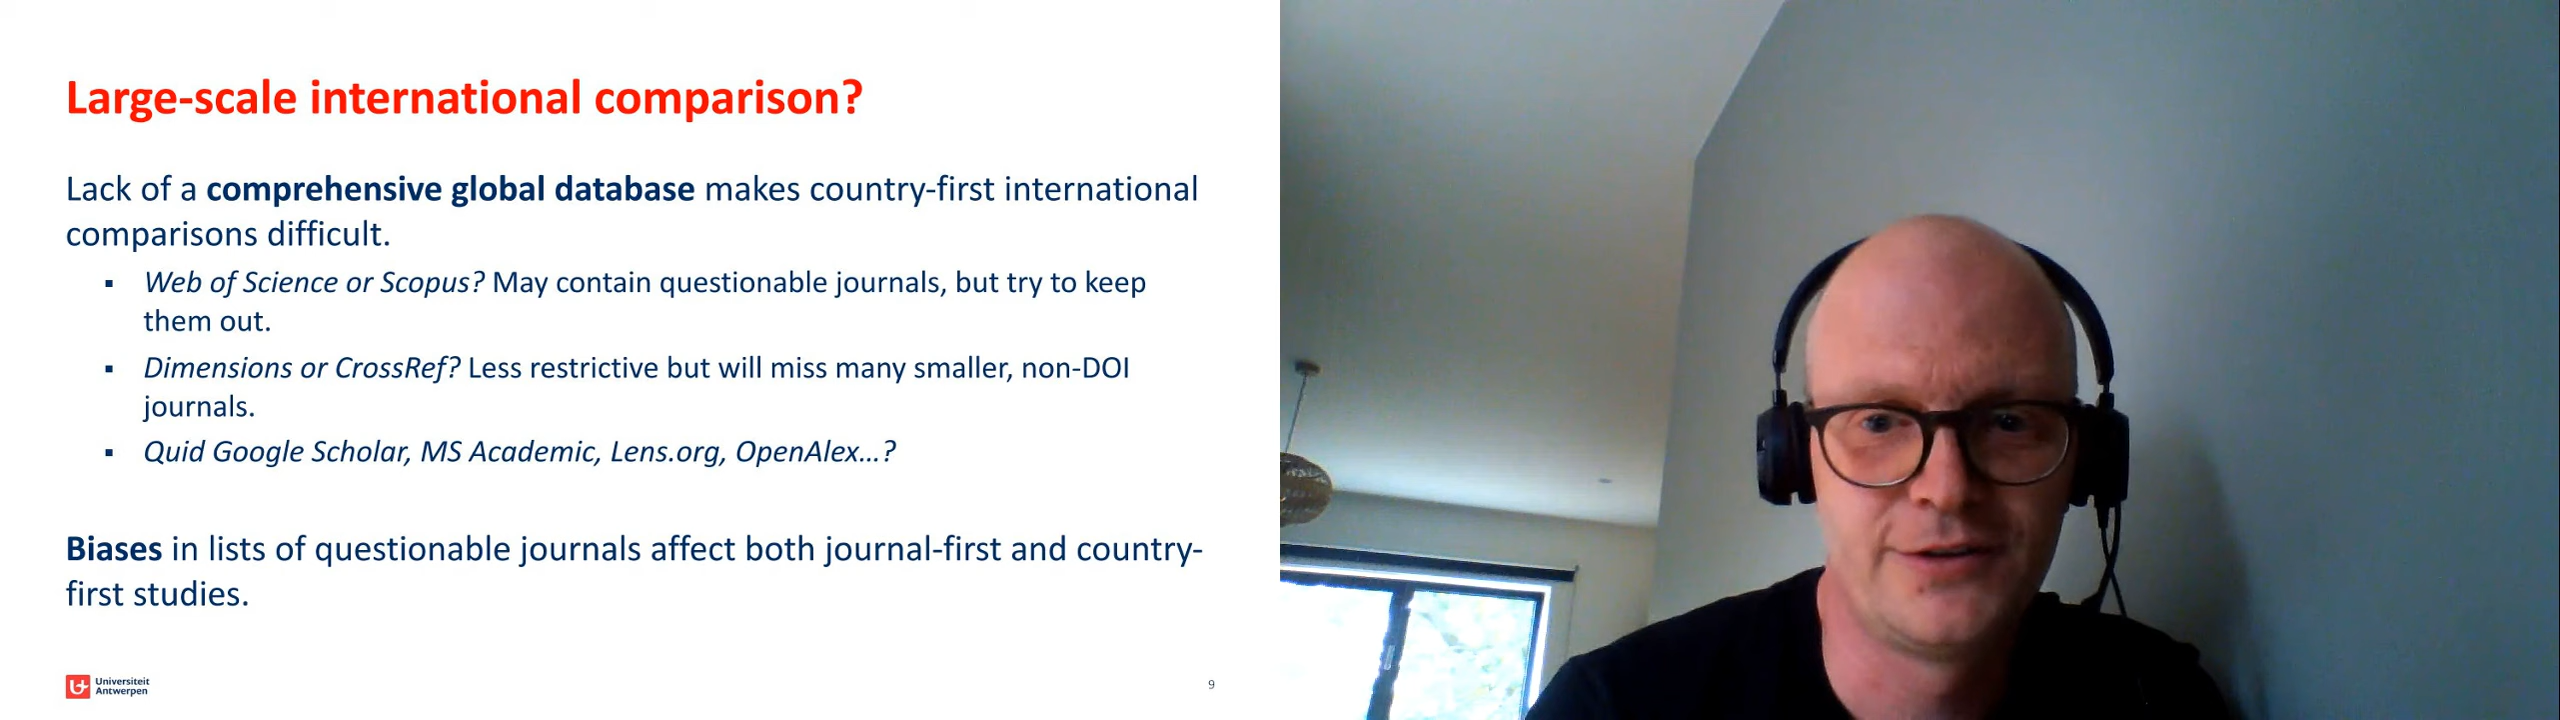 Large-scale international comparison?
Lack of a comprehensive global database makes country-first international
comparisons difficult.
▪ Web of Science or Scopus? May contain questionable journals, but try to keep
them out.
▪ Dimensions or CrossRef? Less restrictive but will miss many smaller, non-DOI
journals.
▪ Quid Google Scholar, MS Academic, Lens.org, OpenAlex...?
Biases in lists of questionable journals affect both journal-first and country-
first studies.
Universiteit
Antwerpen
9